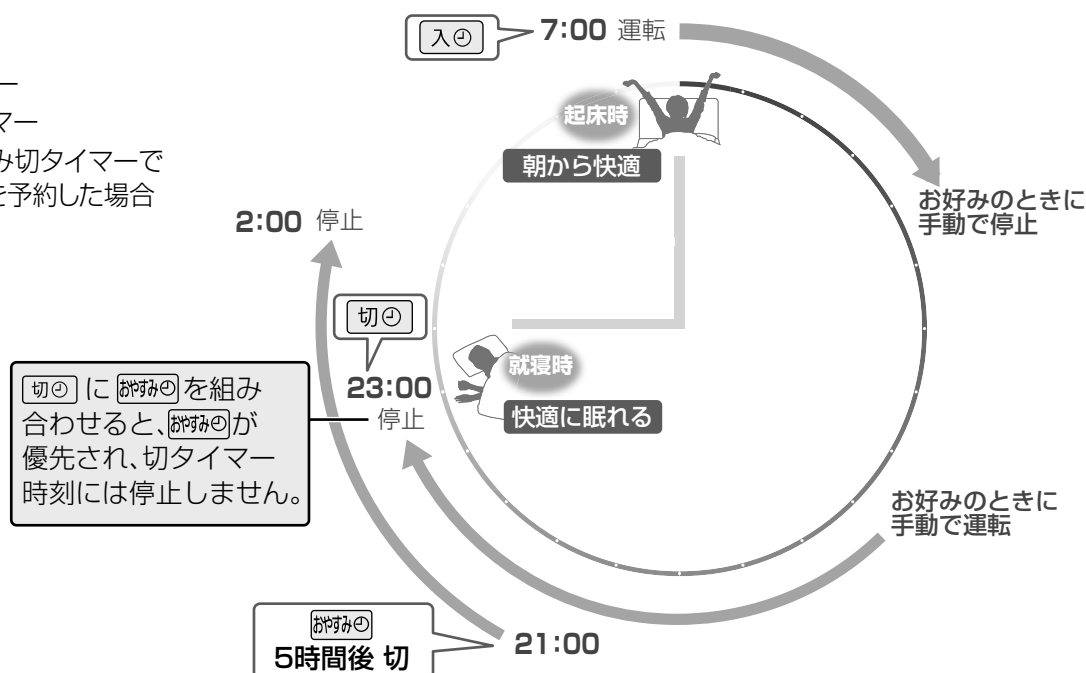 入
7:00 運転
ー
マー
み切タイマーで
を予約した場合
起床時
朝から快適
お好みのときに
手動で停止
2:00 停止
切
23:00
停止
就寝時
快適に眠れる
切 に おやすみ を組み
合わせると、おやすみ が
優先され、切タイマー
時刻には停止しません。
お好みのときに
手動で運転
おやすみ
5時間後 切
21:00